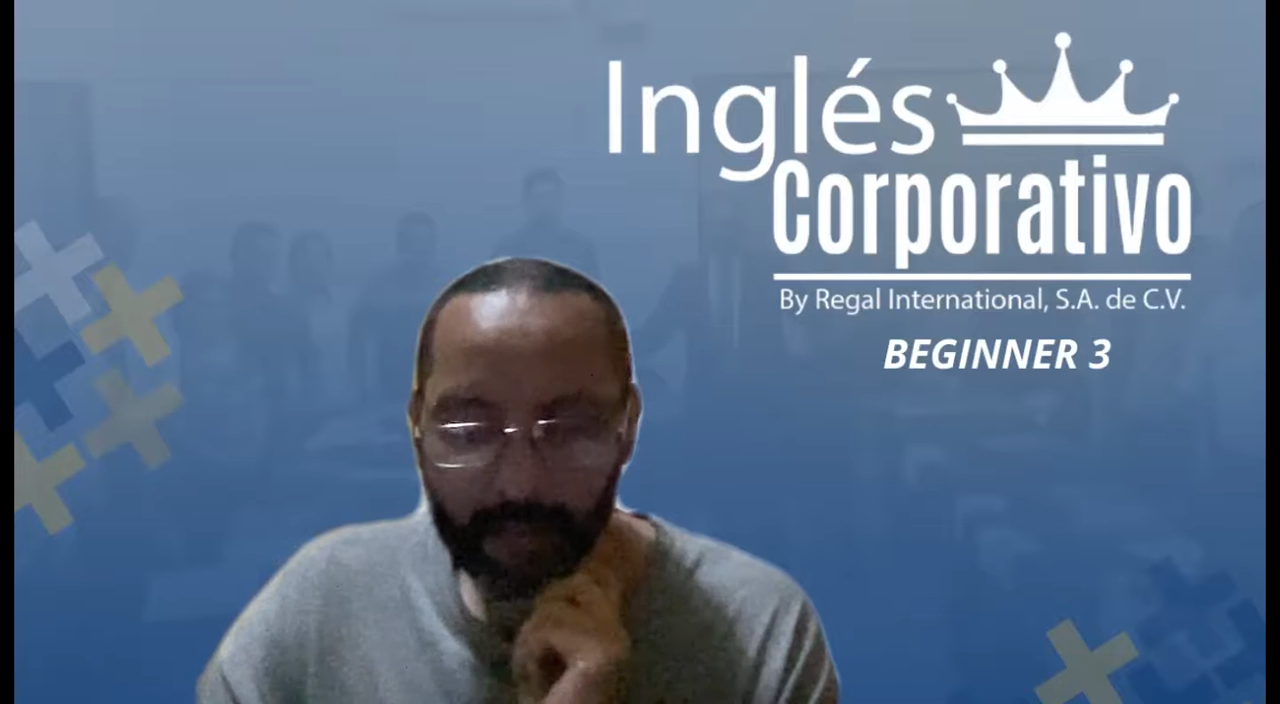 Inglés
Corporativo
By Regal International, S.A. de C.V.
BEGINNER 3